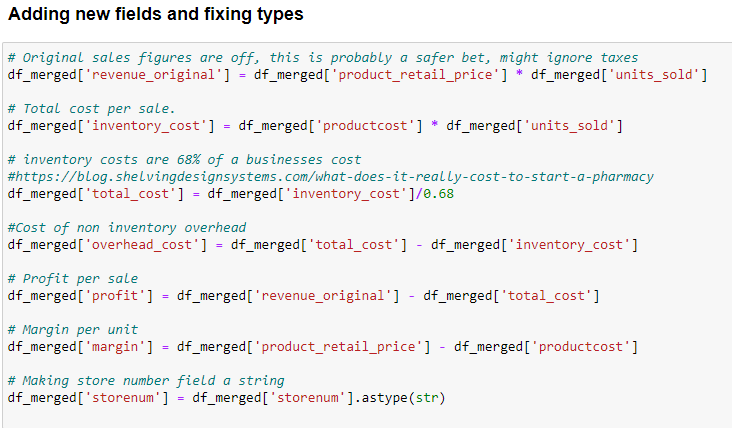 Adding new fields and fixing types
# Original sales figures are off, this is probably a safer bet, might ignore taxes
df_merged['revenue_original'] = df_merged['product_retail_price'] * df_merged['units_sold']
# Total cost per sale.
df_merged['inventory_cost'] = df_merged['productcost'] * df_merged['units_sold']
# inventory costs are 68% of a businesses cost
#https://blog.shelvingdesignsystems.com/what-does-it-really-cost-to-start-a-pharmacy
df_merged['total_cost'] = df_merged['inventory_cost']/0.68
#Cost of non inventory overhead
df_merged['overhead_cost'] = df_merged['total_cost'] - df_merged['inventory_cost']
# Profit per sale
df_merged['profit'] = df_merged['revenue_original'] - df_merged['total_cost']
# Margin per unit
df_merged['margin'] = df_merged['product_retail_price'] - df_merged['productcost']
# Making store number field a string
df_merged['storenum'] = df_merged['storenum'].astype(str)